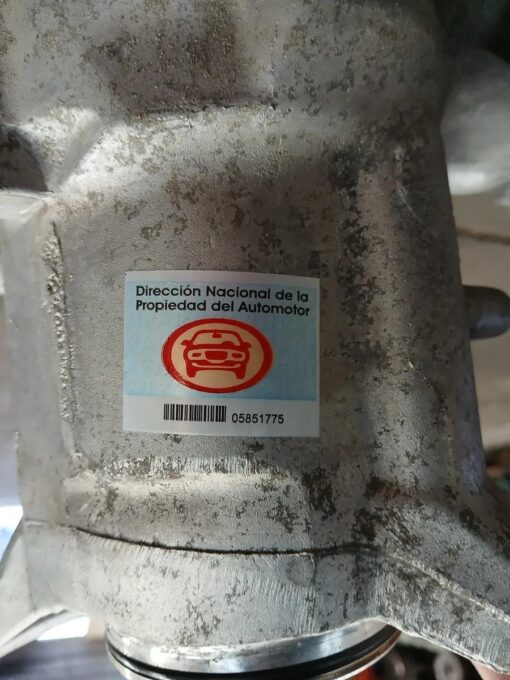 Dirección Nacional de la
Propiedad del Automotor
05851775